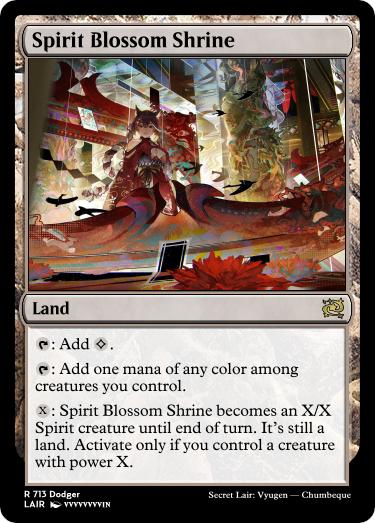 Spirit Blossom Shrine
Land
: Add .
: Add one mana of any color among
creatures you control.
X: Spirit Blossom Shrine becomes an X/X
Spirit creature until end of turn. It's still a
land. Activate only if you control a creature
with power X.
R 713 Dodger
LAIR VVVVVVVIN
Secret Lair: Vyugen — Chumbeque